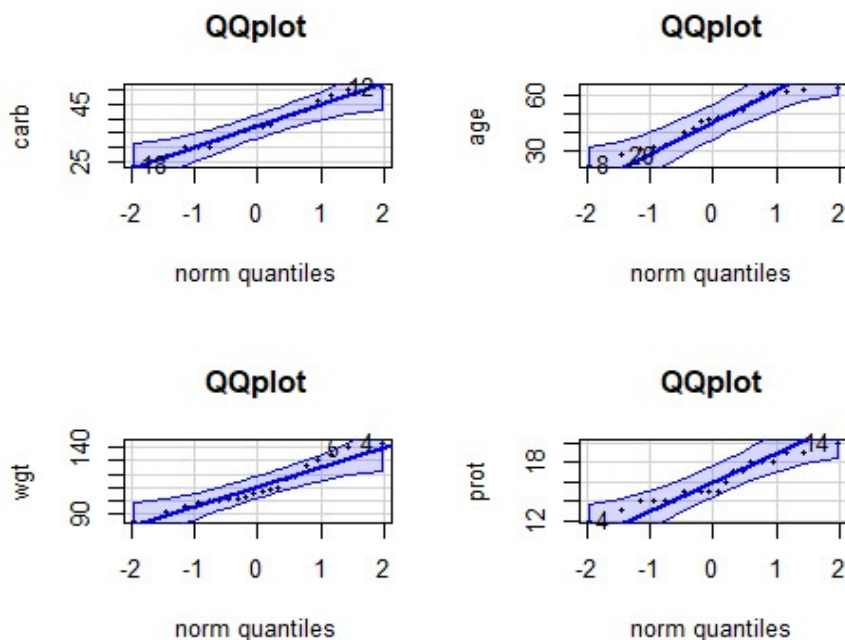 QQplot
carb
25
45
18
12
-2 -1 0 1 2
norm quantiles
QQplot
age
30
60
8
20
-2 -1 0 1 2
norm quantiles
QQplot
wgt
90
140
6
4
-2 -1 0 1 2
norm quantiles
QQplot
prot
12
18
4
14
-2 -1 0 1 2
norm quantiles